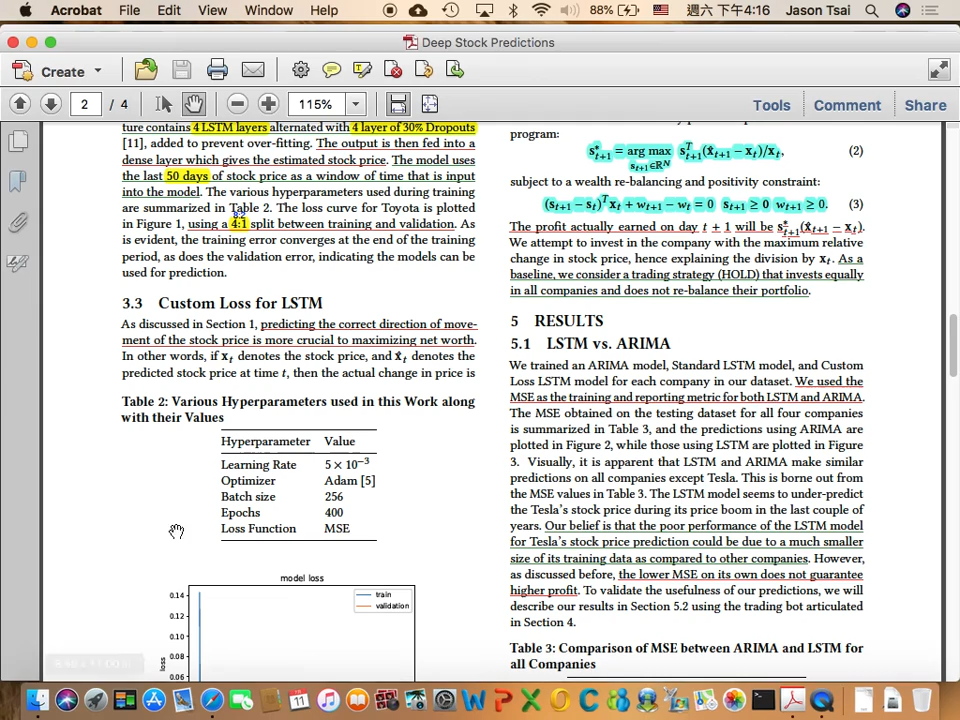 Acrobat File Edit View Window Help 88% 週六 下午4:16 Jason Tsai
Deep Stock Predictions
Create
2 / 4 115% Tools Comment Share
ture contains 4 LSTM layers alternated with 4 layer of 30% Dropouts
[11], added to prevent over-fitting. The output is then fed into a
dense layer which gives the estimated stock price. The model uses
the last 50 days of stock price as a window of time that is input
into the model. The various hyperparameters used during training
are summarized in Table 2. The loss curve for Toyota is plotted
8:2
in Figure 1, using a 4:1 split between training and validation. As
is evident, the training error converges at the end of the training
period, as does the validation error, indicating the models can be
used for prediction.
3.3 Custom Loss for LSTM
As discussed in Section 1, predicting the correct direction of move-
ment of the stock price is more crucial to maximizing net worth.
In other words, if x_t denotes the stock price, and x̂_t denotes the
predicted stock price at time t, then the actual change in price is
Table 2: Various Hyperparameters used in this Work along
with their Values
Hyperparameter Value
Learning Rate 5 × 10⁻³
Optimizer Adam [5]
Batch size 256
Epochs 400
Loss Function MSE
model loss
train
validation
0.14
0.12
0.10
0.08
0.06
loss
program:
s*_{t+1} = arg max_{s_{t+1}∈R^N} s^T_{t+1}(x̂_{t+1} − x_t)/x_t, (2)
subject to a wealth re-balancing and positivity constraint:
(s_{t+1} − s_t)^T x_t + w_{t+1} − w_t = 0 s_{t+1} ≥ 0 w_{t+1} ≥ 0. (3)
The profit actually earned on day t + 1 will be s*_{t+1}(x_{t+1} − x_t).
We attempt to invest in the company with the maximum relative
change in stock price, hence explaining the division by x_t. As a
baseline, we consider a trading strategy (HOLD) that invests equally
in all companies and does not re-balance their portfolio.
5 RESULTS
5.1 LSTM vs. ARIMA
We trained an ARIMA model, Standard LSTM model, and Custom
Loss LSTM model for each company in our dataset. We used the
MSE as the training and reporting metric for both LSTM and ARIMA.
The MSE obtained on the testing dataset for all four companies
is summarized in Table 3, and the predictions using ARIMA are
plotted in Figure 2, while those using LSTM are plotted in Figure
3. Visually, it is apparent that LSTM and ARIMA make similar
predictions on all companies except Tesla. This is borne out from
the MSE values in Table 3. The LSTM model seems to under-predict
the Tesla's stock price during its price boom in the last couple of
years. Our belief is that the poor performance of the LSTM model
for Tesla's stock price prediction could be due to a much smaller
size of its training data as compared to other companies. However,
as discussed before, the lower MSE on its own does not guarantee
higher profit. To validate the usefulness of our predictions, we will
describe our results in Section 5.2 using the trading bot articulated
in Section 4.
Table 3: Comparison of MSE between ARIMA and LSTM for
all Companies